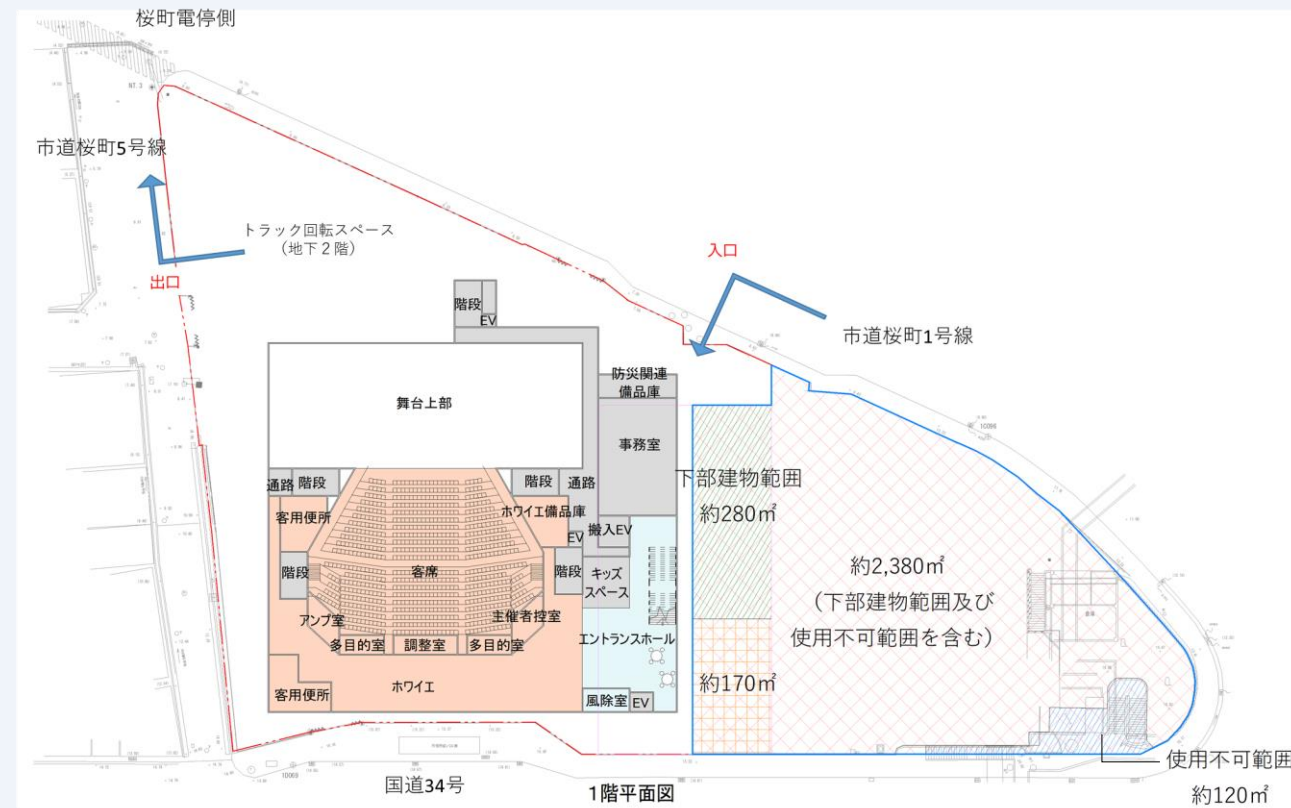 桜町電停側
NT.3
市道桜町5号線
トラック回転スペース
(地下2階)
出口
入口
市道桜町1号線
階段
EV
防災関連
備品庫
舞台上部
事務室
下部建物範囲
約280㎡
通路
階段
階段
通路
客用便所
ホワイエ備品庫
搬入EV
EV
階段
客席
階段
キッズ
スペース
約2,380㎡
(下部建物範囲及び
使用不可範囲を含む)
アンプ室
主催者控室
多目的室
調整室
多目的室
エントランスホール
客用便所
ホワイエ
風除室
EV
約170㎡
使用不可範囲
約120㎡
国道34号
1階平面図